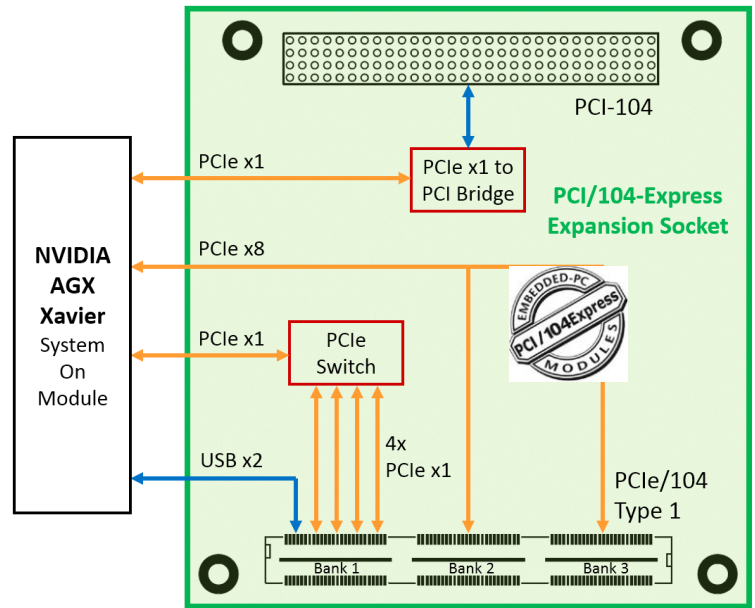 PCI-104
PCIe x1
PCIe x1 to
PCI Bridge
PCI/104-Express
Expansion Socket
NVIDIA
AGX
Xavier
System
On
Module
PCIe x8
EMBEDDED-PC
PCI/104Express
MODULES
PCIe x1
PCIe
Switch
4x
PCIe x1
USB x2
PCIe/104
Type 1
Bank 1
Bank 2
Bank 3